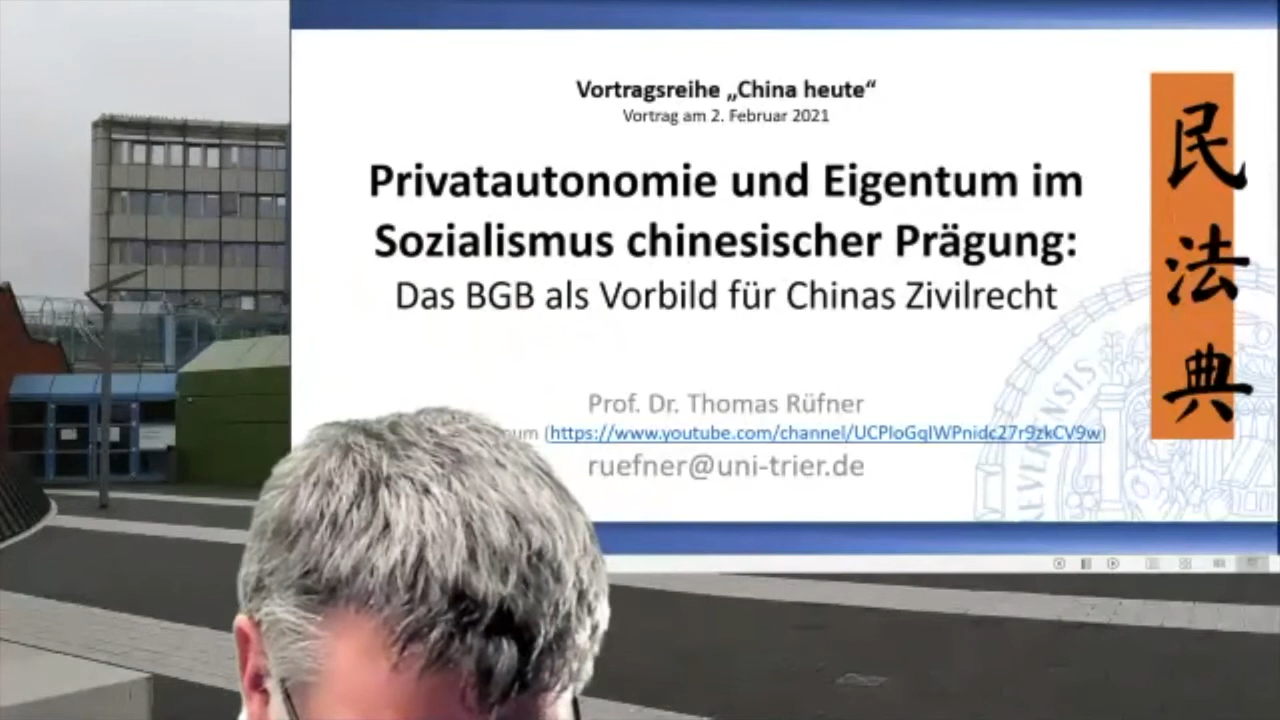 Vortragsreihe „China heute“
Vortrag am 2. Februar 2021
Privatautonomie und Eigentum im
Sozialismus chinesischer Prägung:
Das BGB als Vorbild für Chinas Zivilrecht
Prof. Dr. Thomas Rüfner
(https://www.youtube.com/channel/UCPIoGqIWPnidc27r9zkCV9w)
ruefner@uni-trier.de
民法典